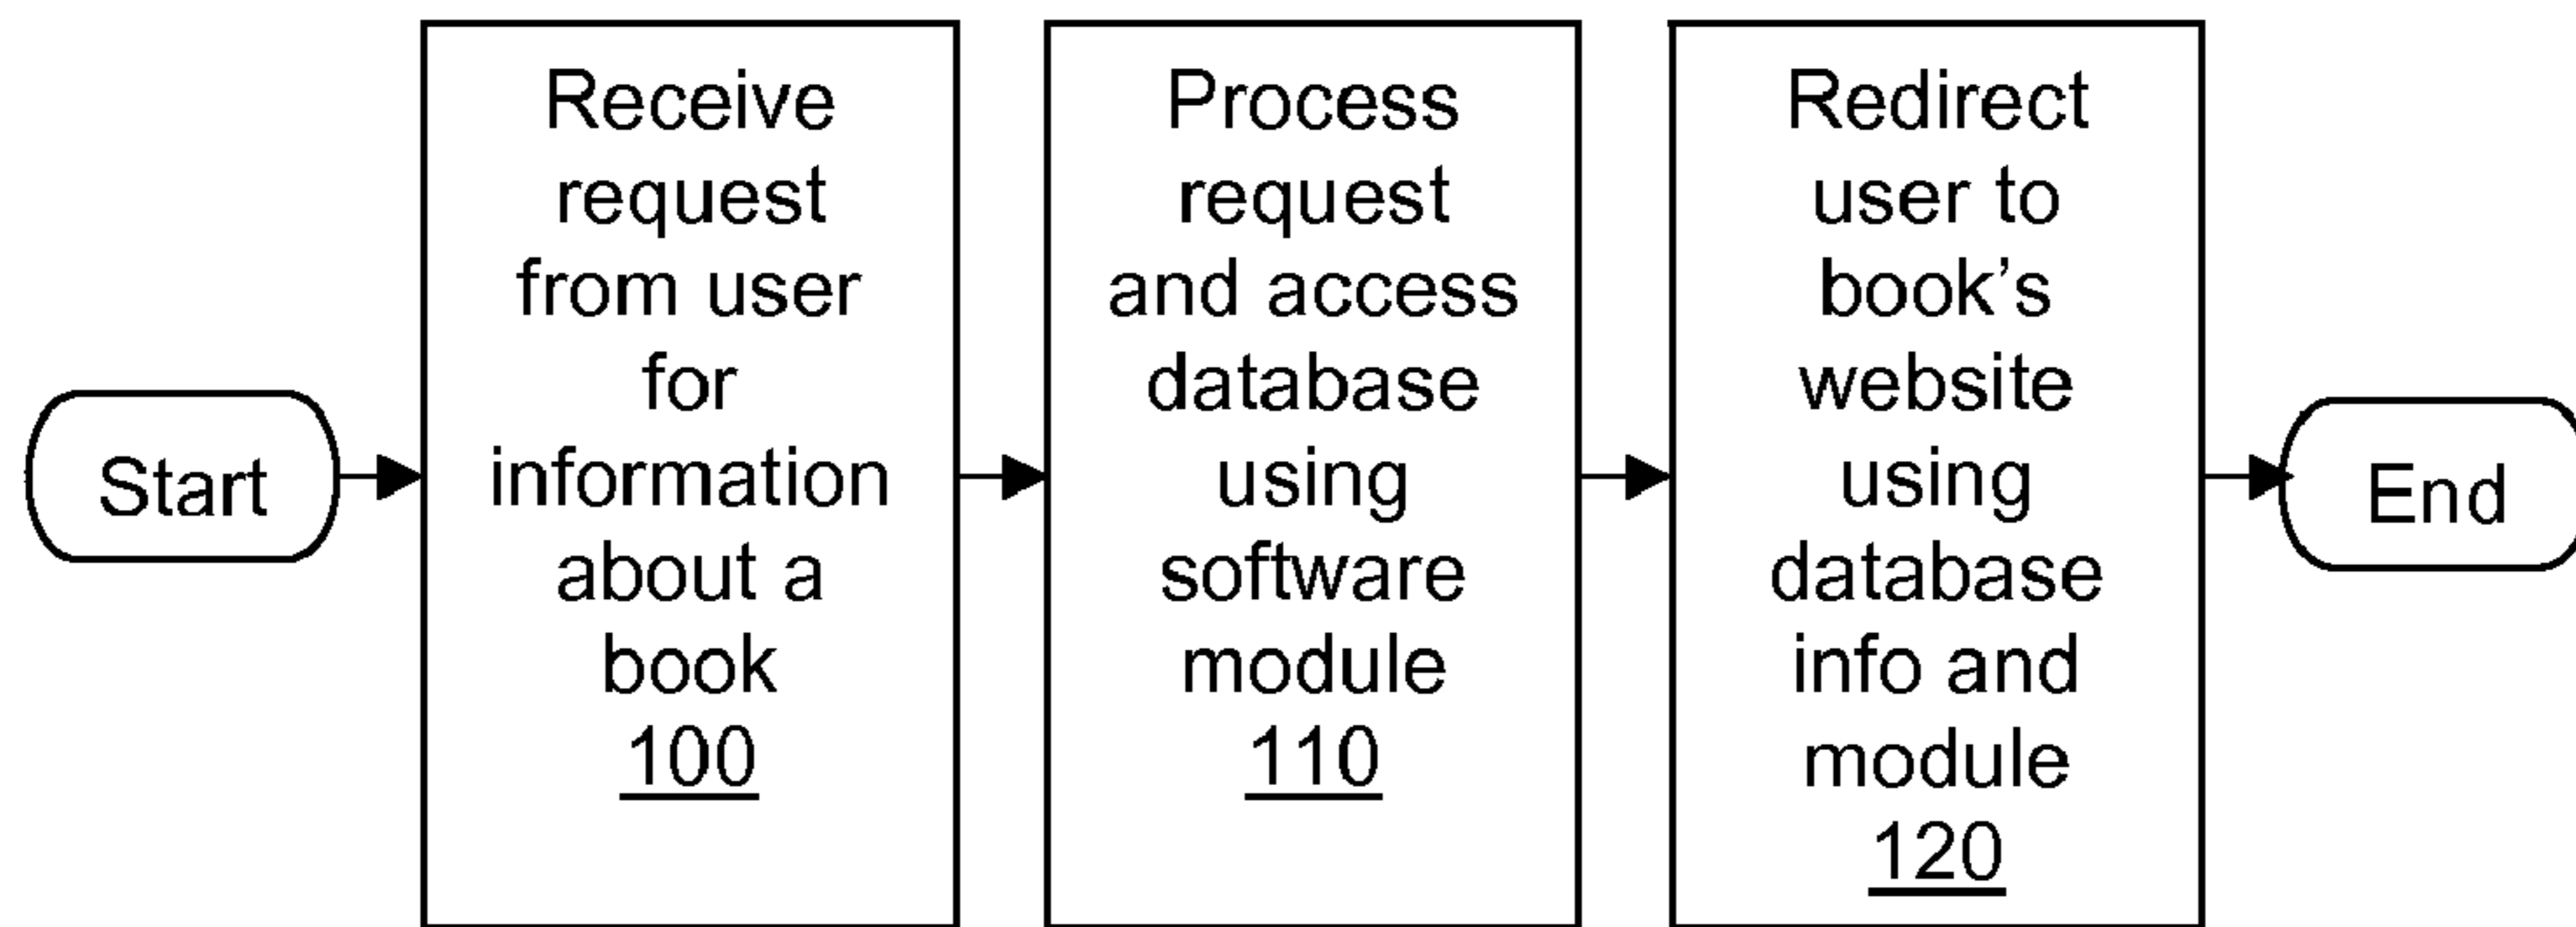 Start
Receive
request
from user
for
information
about a
book
100
Process
request
and access
database
using
software
module
110
Redirect
user to
book’s
website
using
database
info and
module
120
End